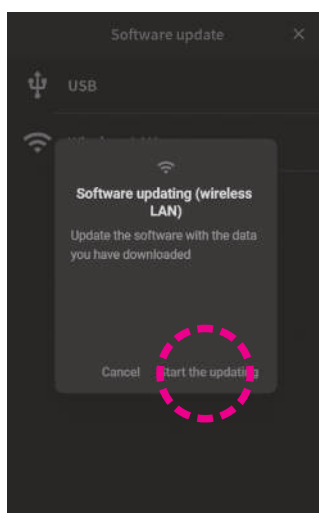 Software update
USB
Software updating (wireless
LAN)
Update the software with the data
you have downloaded
Cancel Start the updating